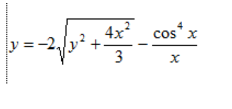 y = -2√(y² + 4x²/3) - cos⁴ x/x